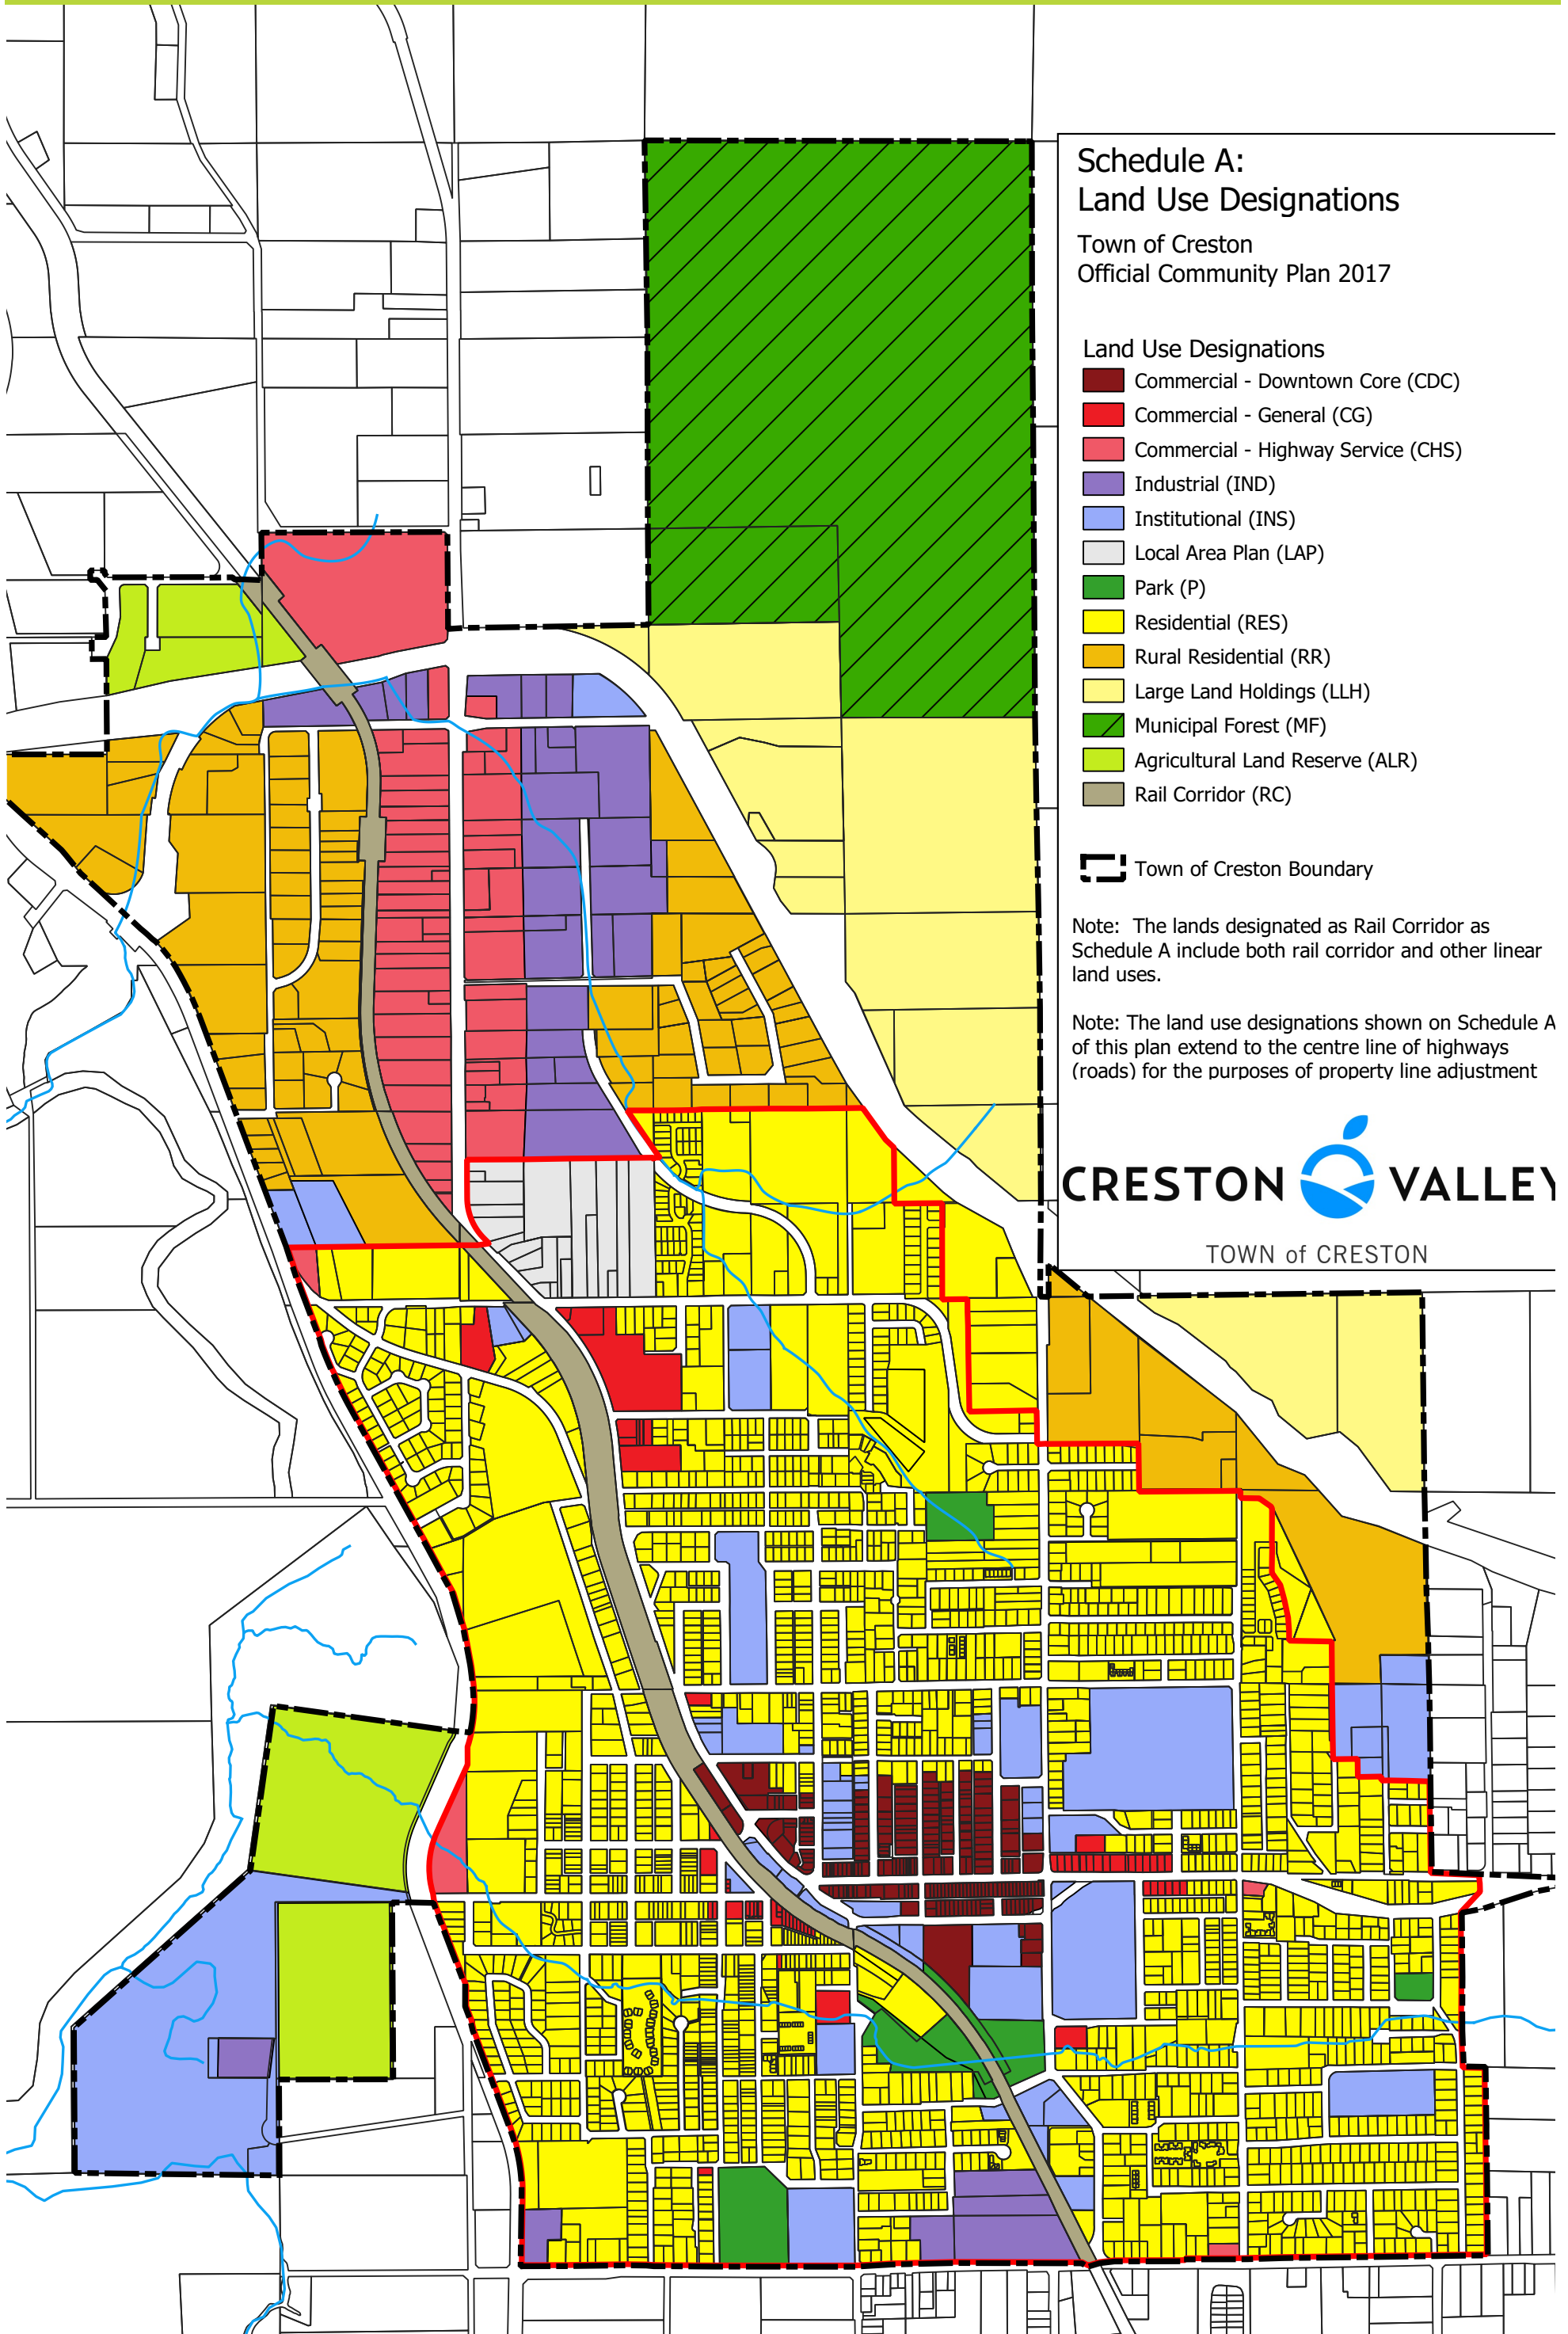 Schedule A:
Land Use Designations
Town of Creston
Official Community Plan 2017
Land Use Designations
Commercial - Downtown Core (CDC)
Commercial - General (CG)
Commercial - Highway Service (CHS)
Industrial (IND)
Institutional (INS)
Local Area Plan (LAP)
Park (P)
Residential (RES)
Rural Residential (RR)
Large Land Holdings (LLH)
Municipal Forest (MF)
Agricultural Land Reserve (ALR)
Rail Corridor (RC)
Town of Creston Boundary
Note: The lands designated as Rail Corridor as
Schedule A include both rail corridor and other linear
land uses.
Note: The land use designations shown on Schedule A
of this plan extend to the centre line of highways
(roads) for the purposes of property line adjustment
CRESTON VALLEY
TOWN of CRESTON